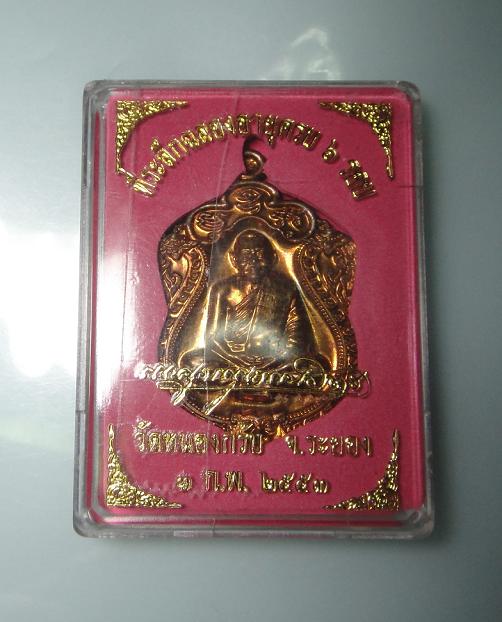 ที่ระลึกฉลองอายุครบ ๖ รอบ
วัดหนองกรับ จ.ระยอง
๑ ก.พ. ๒๕๕๓